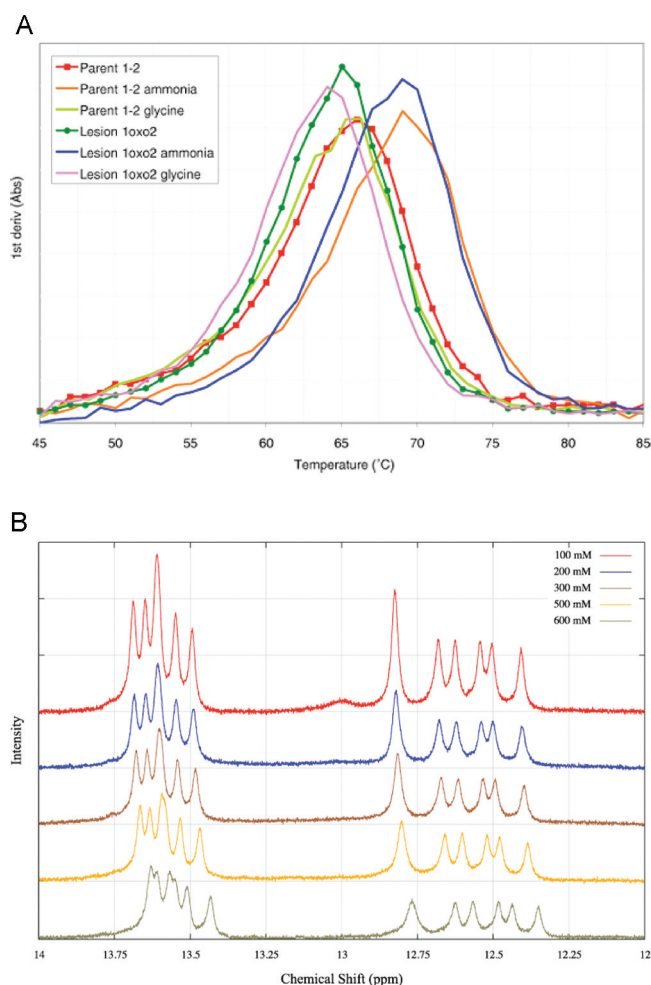 A
Parent 1-2
Parent 1-2 ammonia
Parent 1-2 glycine
Lesion 1oxo2
Lesion 1oxo2 ammonia
Lesion 1oxo2 glycine
1st deriv (Abs)
45 50 55 60 65 70 75 80 85
Temperature (˚C)
B
100 mM
200 mM
300 mM
500 mM
600 mM
Intensity
14 13.75 13.5 13.25 13 12.75 12.5 12.25 12
Chemical Shift (ppm)